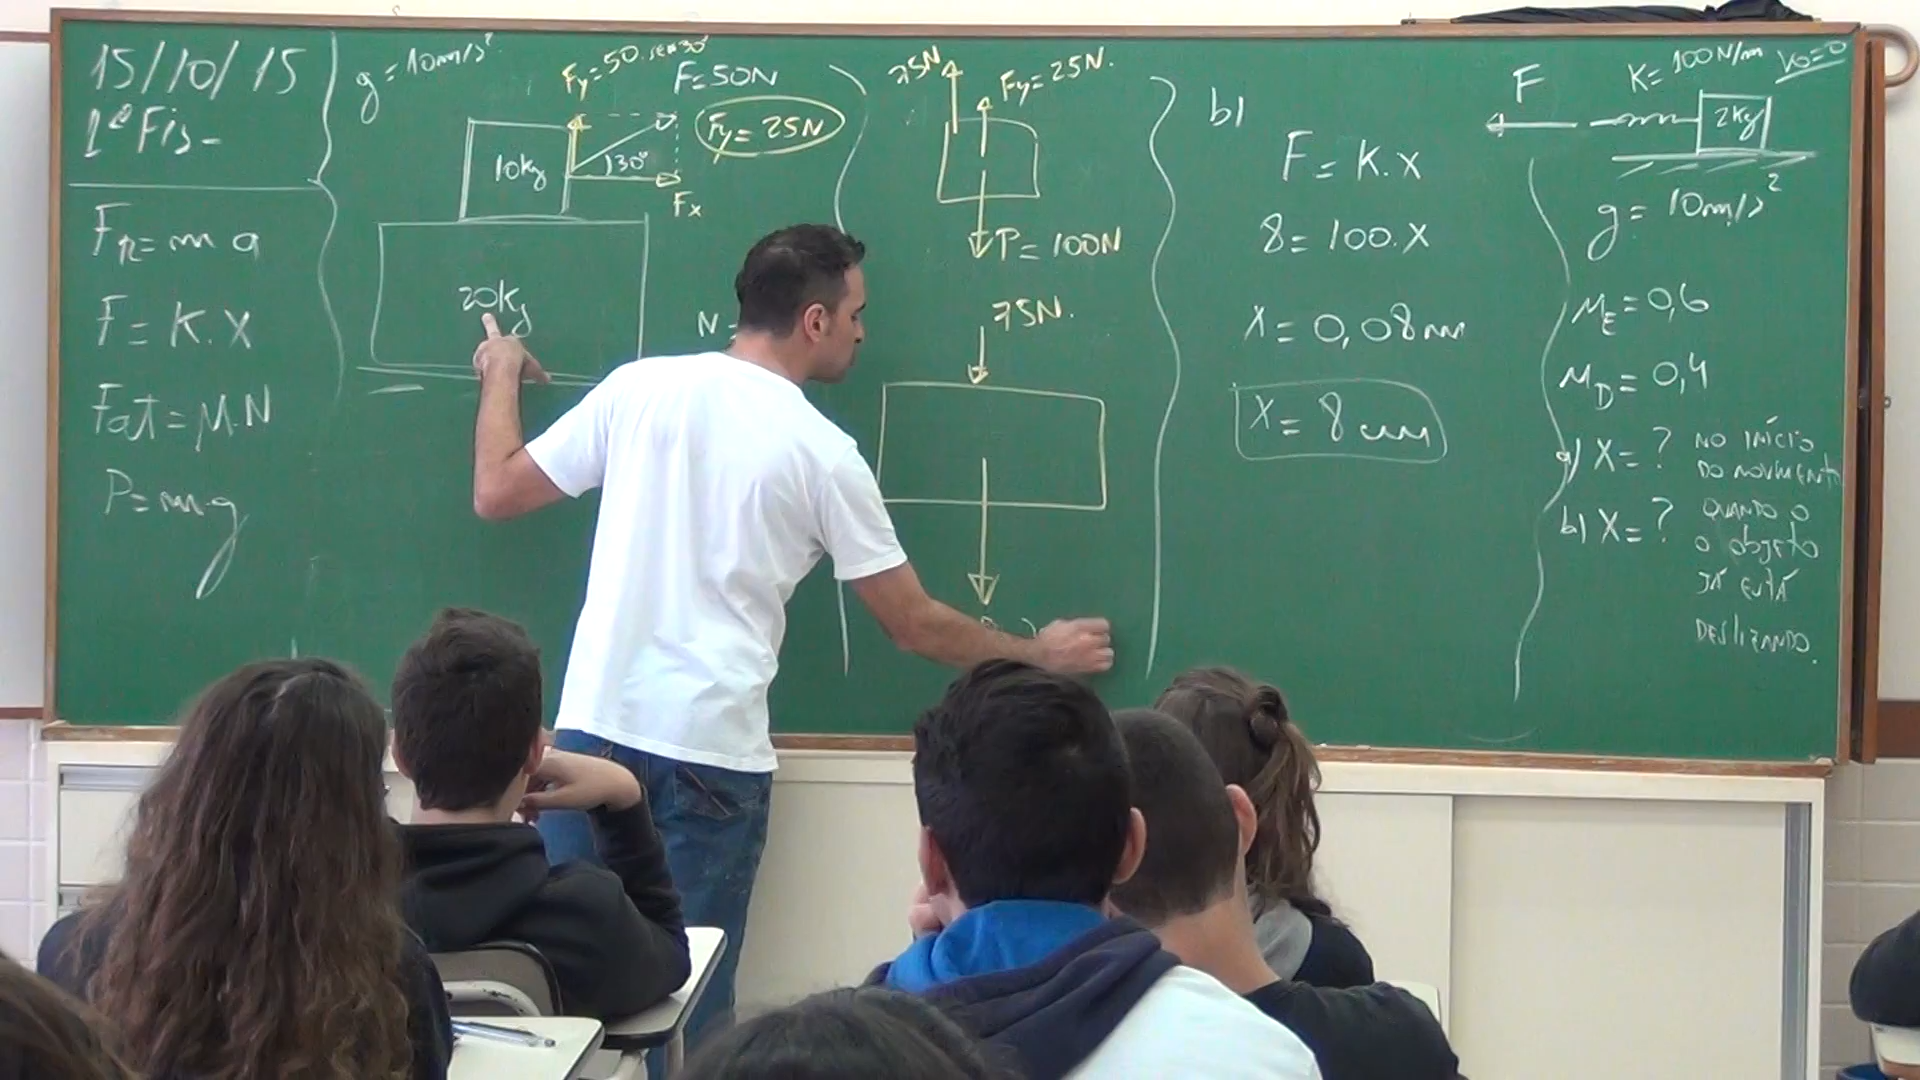 15/10/15
1º Fis-
FR = m a
F = K.X
Fat = μ.N
P = m.g
g = 10m/s²
Fy = 50.sen30°
F = 50N
Fy = 25N
10kg
30°
Fx
20kg
N =
75N
Fy = 25N.
P = 100N
75N.
b)
F = K.X
8 = 100.X
X = 0,08m
X = 8cm
F
K = 100N/m
V0 = 0
2kg
g = 10m/s²
μE = 0,6
μD = 0,4
a) X = ? NO INÍCIO
DO MOVIMENTO
b) X = ? QUANDO O
O OBJETO
JÁ ESTÁ
DESLIZANDO.